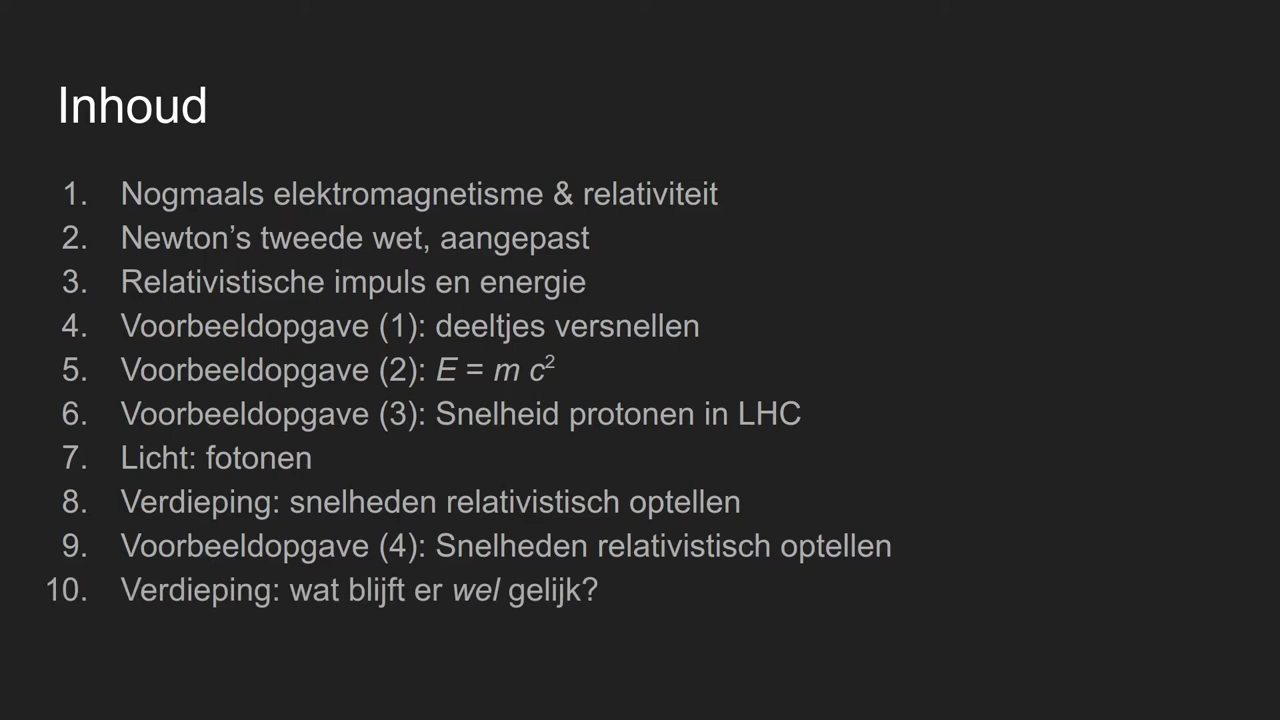 Inhoud
1. Nogmaals elektromagnetisme & relativiteit
2. Newton’s tweede wet, aangepast
3. Relativistische impuls en energie
4. Voorbeeldopgave (1): deeltjes versnellen
5. Voorbeeldopgave (2): E = m c²
6. Voorbeeldopgave (3): Snelheid protonen in LHC
7. Licht: fotonen
8. Verdieping: snelheden relativistisch optellen
9. Voorbeeldopgave (4): Snelheden relativistisch optellen
10. Verdieping: wat blijft er wel gelijk?